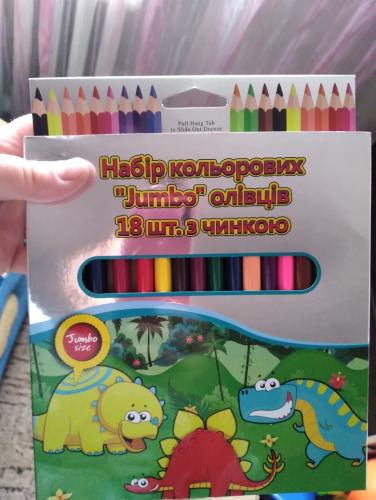 Pull Hang Tab
to Slide Out Drawer
Набір кольорових
"Jumbo" олівців
18 шт. з чинкою
Jumbo
size